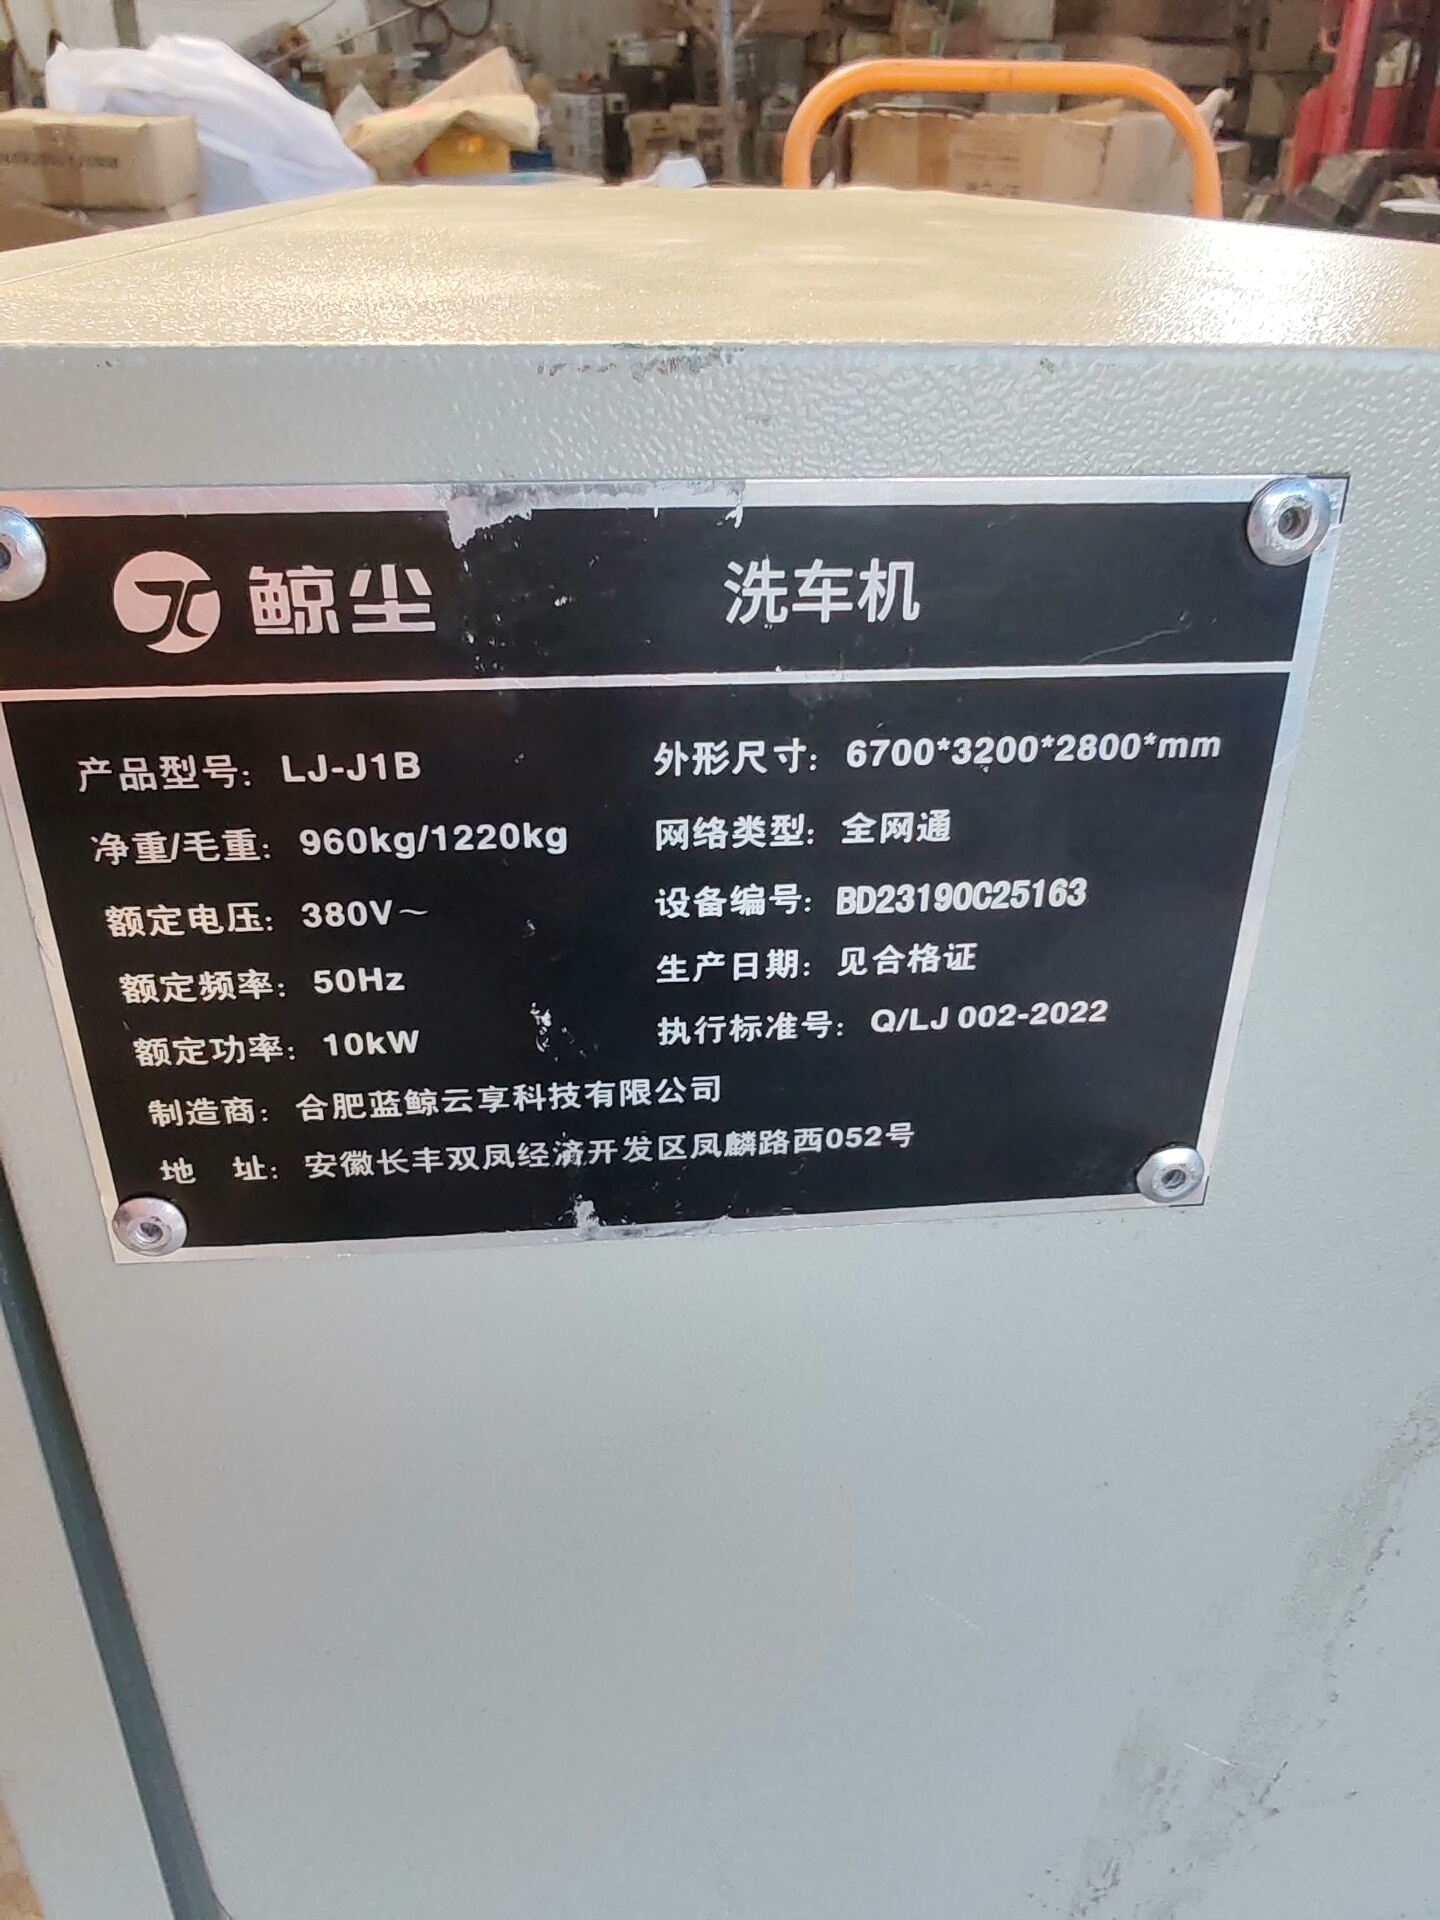 鲸尘 洗车机
产品型号：LJ-J1B 外形尺寸：6700*3200*2800*mm
净重/毛重：960kg/1220kg 网络类型：全网通
额定电压：380V～ 设备编号：BD23190C25163
额定频率：50Hz 生产日期：见合格证
额定功率：10kW 执行标准号：Q/LJ 002-2022
制造商：合肥蓝鲸云享科技有限公司
地 址：安徽长丰双凤经济开发区凤麟路西052号